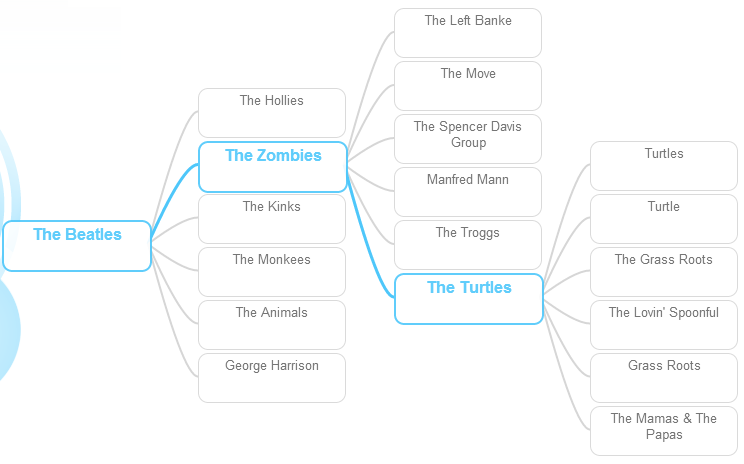 The Beatles
The Hollies
The Zombies
The Kinks
The Monkees
The Animals
George Harrison
The Left Banke
The Move
The Spencer Davis
Group
Manfred Mann
The Troggs
The Turtles
Turtles
Turtle
The Grass Roots
The Lovin' Spoonful
Grass Roots
The Mamas & The
Papas